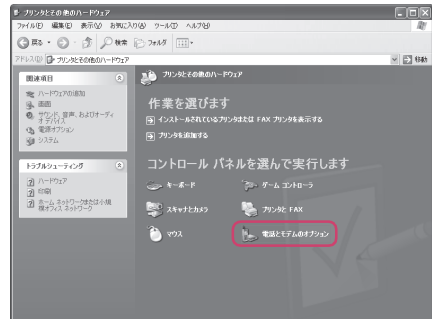 プリンタとその他のハードウェア
ファイル(F) 編集(E) 表示(V) お気に入り(A) ツール(T) ヘルプ(H)
戻る 検索 フォルダ
アドレス(D) プリンタとその他のハードウェア 移動
関連項目
ハードウェアの追加
画面
サウンド、音声、およびオーディオ デバイス
電源オプション
システム
トラブルシューティング
ハードウェア
印刷
ホーム ネットワークまたは小規模オフィス ネットワーク
プリンタとその他のハードウェア
作業を選びます
インストールされているプリンタまたは FAX プリンタを表示する
プリンタを追加する
コントロール パネルを選んで実行します
キーボード
ゲーム コントローラ
スキャナとカメラ
プリンタと FAX
マウス
電話とモデムのオプション